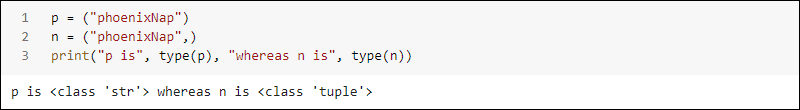 1 p = ("phoenixNap")
2 n = ("phoenixNap",)
3 print("p is", type(p), "whereas n is", type(n))
p is <class 'str'> whereas n is <class 'tuple'>